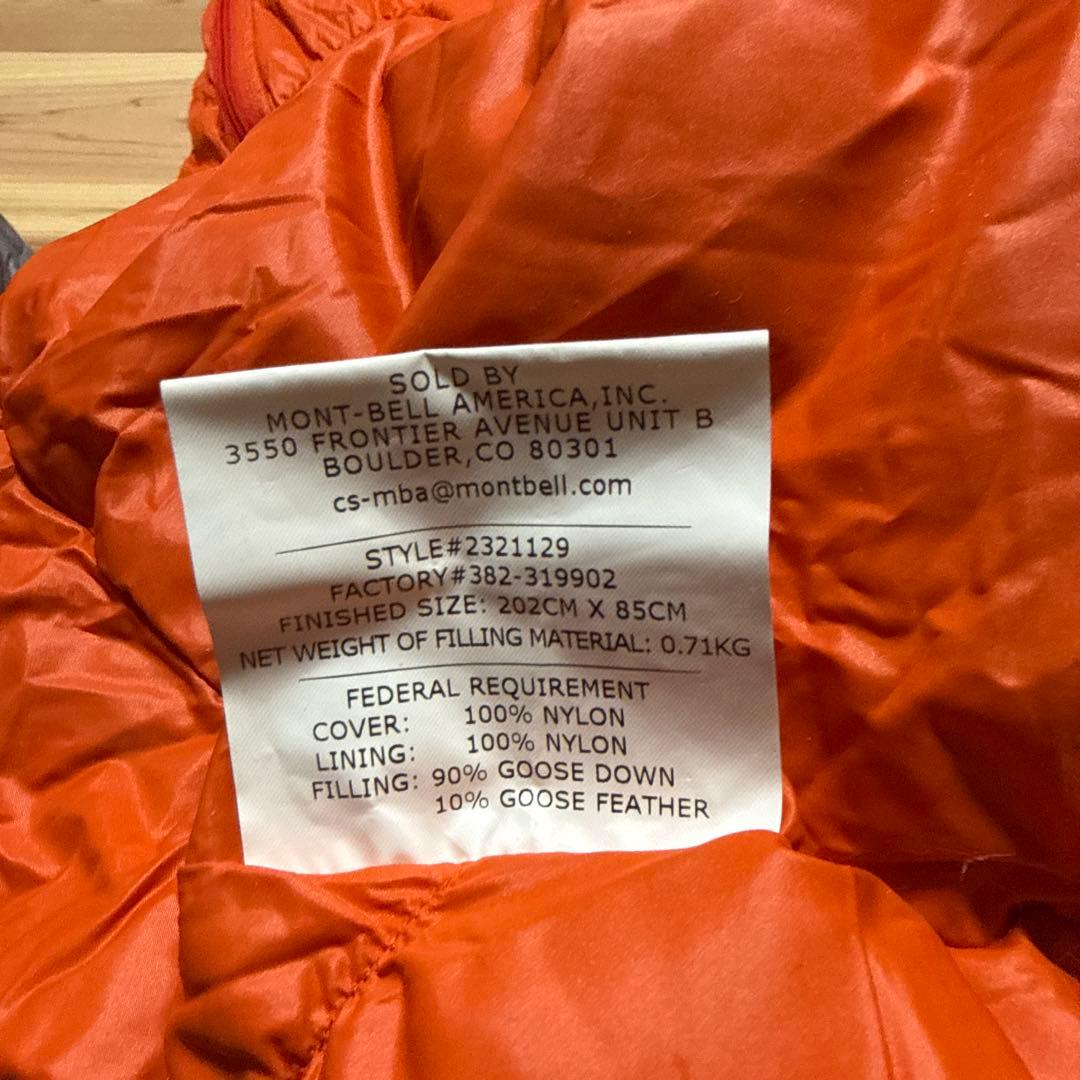 SOLD BY
MONT-BELL AMERICA,INC.
3550 FRONTIER AVENUE UNIT B
BOULDER,CO 80301
cs-mba@montbell.com
STYLE#2321129
FACTORY#382-319902
FINISHED SIZE: 202CM X 85CM
NET WEIGHT OF FILLING MATERIAL: 0.71KG
FEDERAL REQUIREMENT
COVER: 100% NYLON
LINING: 100% NYLON
FILLING: 90% GOOSE DOWN
10% GOOSE FEATHER